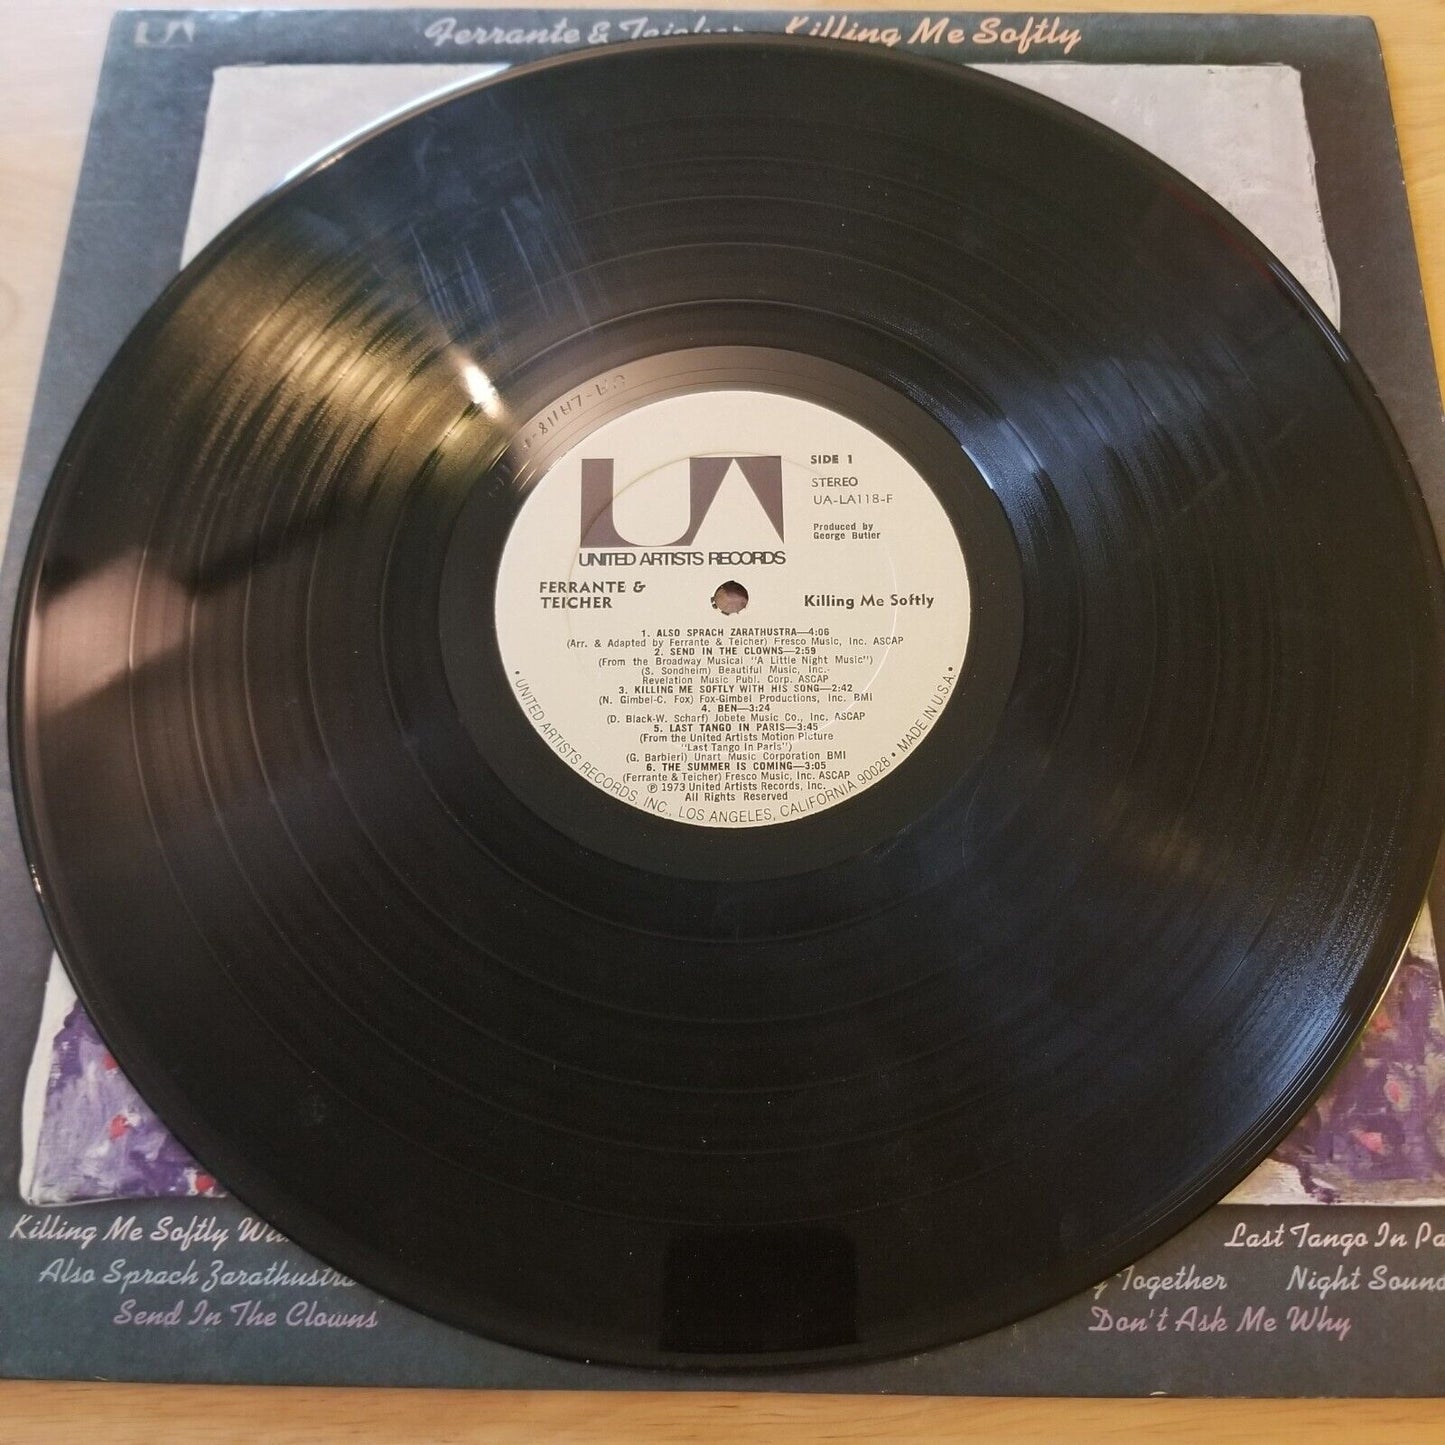 UA
Ferrante & Teicher Killing Me Softly
UA-LA118-
UA
SIDE 1
STEREO
UA-LA118-F
Produced by
George Butler
UNITED ARTISTS RECORDS
FERRANTE &
TEICHER
Killing Me Softly
1. ALSO SPRACH ZARATHUSTRA—4:06
(Arr. & Adapted by Ferrante & Teicher) Fresco Music, Inc. ASCAP
2. SEND IN THE CLOWNS—2:59
(From the Broadway Musical "A Little Night Music")
(S. Sondheim) Beautiful Music, Inc.-
Revelation Music Publ. Corp. ASCAP
3. KILLING ME SOFTLY WITH HIS SONG—2:42
(N. Gimbel-C. Fox) Fox-Gimbel Productions, Inc. BMI
4. BEN—3:24
(D. Black-W. Scharf) Jobete Music Co., Inc. ASCAP
5. LAST TANGO IN PARIS—3:45
(From the United Artists Motion Picture
"Last Tango In Paris")
(G. Barbieri) Unart Music Corporation BMI
6. THE SUMMER IS COMING—3:05
(Ferrante & Teicher) Fresco Music, Inc. ASCAP
℗ 1973 United Artists Records, Inc.
All Rights Reserved
• UNITED ARTISTS RECORDS, INC., LOS ANGELES, CALIFORNIA 90028 • MADE IN U.S.A. •
Killing Me Softly
Last Tango In Pa
Also Sprach Zarathustra
Together Night Soun
Send In The Clowns
Don't Ask Me Why